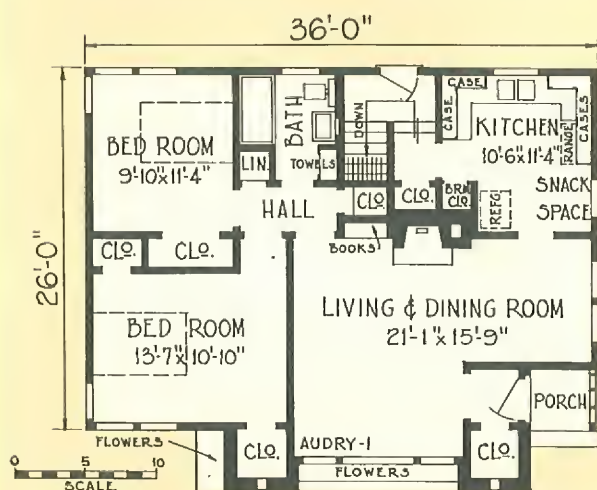 36'-0"
26'-0"
BED ROOM
9'-10"x11'-4"
BATH
LIN.
TOWELS
DOWN
CASE
CASE
CASES
KITCHEN
10'-6"x11'-4"
RANGE
SNACK
SPACE
REFG
BRM
CLO.
CLO.
CLO.
HALL
BOOKS
CLO.
CLO.
BED ROOM
13'-7"x10'-10"
LIVING & DINING ROOM
21'-1"x15'-9"
PORCH
FLOWERS
CLO.
AUDRY-1
FLOWERS
CLO.
0 5 10
SCALE